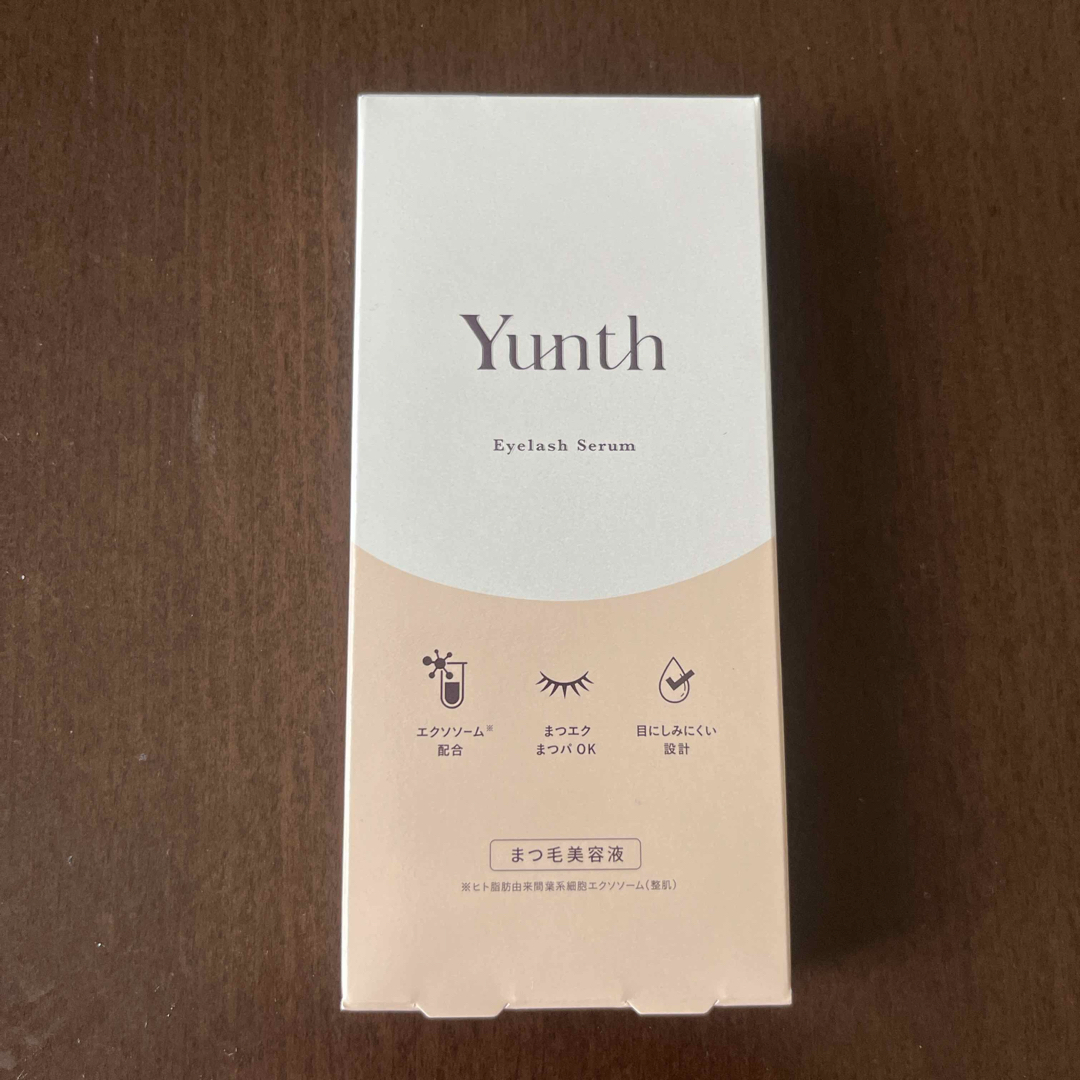 Yunth
Eyelash Serum
エクソソーム※
配合
まつエク
まつパ OK
目にしみにくい
設計
まつ毛美容液
※ヒト脂肪由来間葉系細胞エクソソーム(整肌)